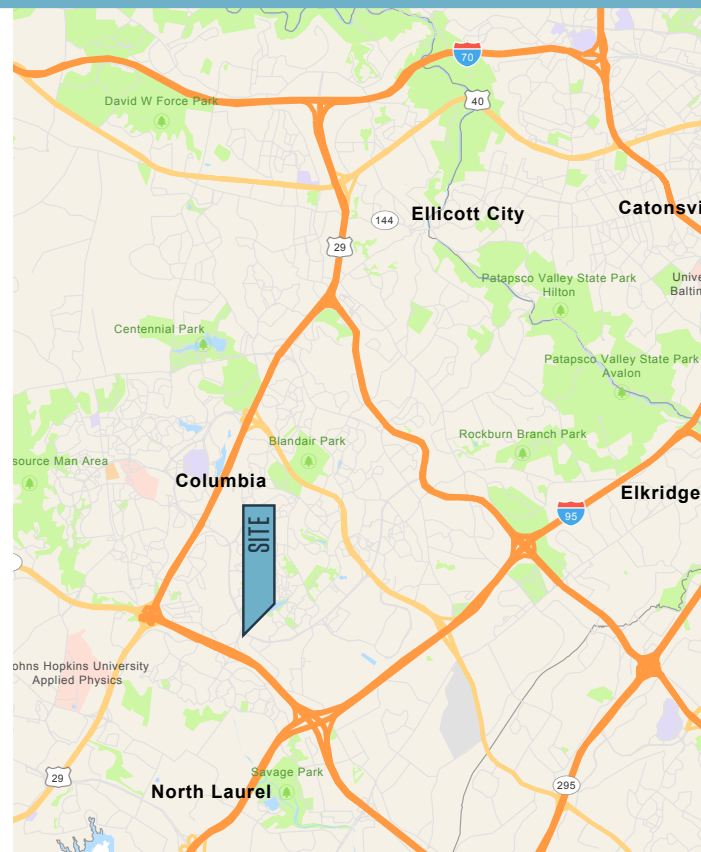 70
David W Force Park
40
144
Ellicott City
Catonsvi
29
Patapsco Valley State Park
Hilton
Unive
Baltin
Centennial Park
Patapsco Valley State Park
Avalon
Blandair Park
Rockburn Branch Park
source Man Area
Columbia
Elkridge
95
SITE
ohns Hopkins University
Applied Physics
29
Savage Park
North Laurel
295